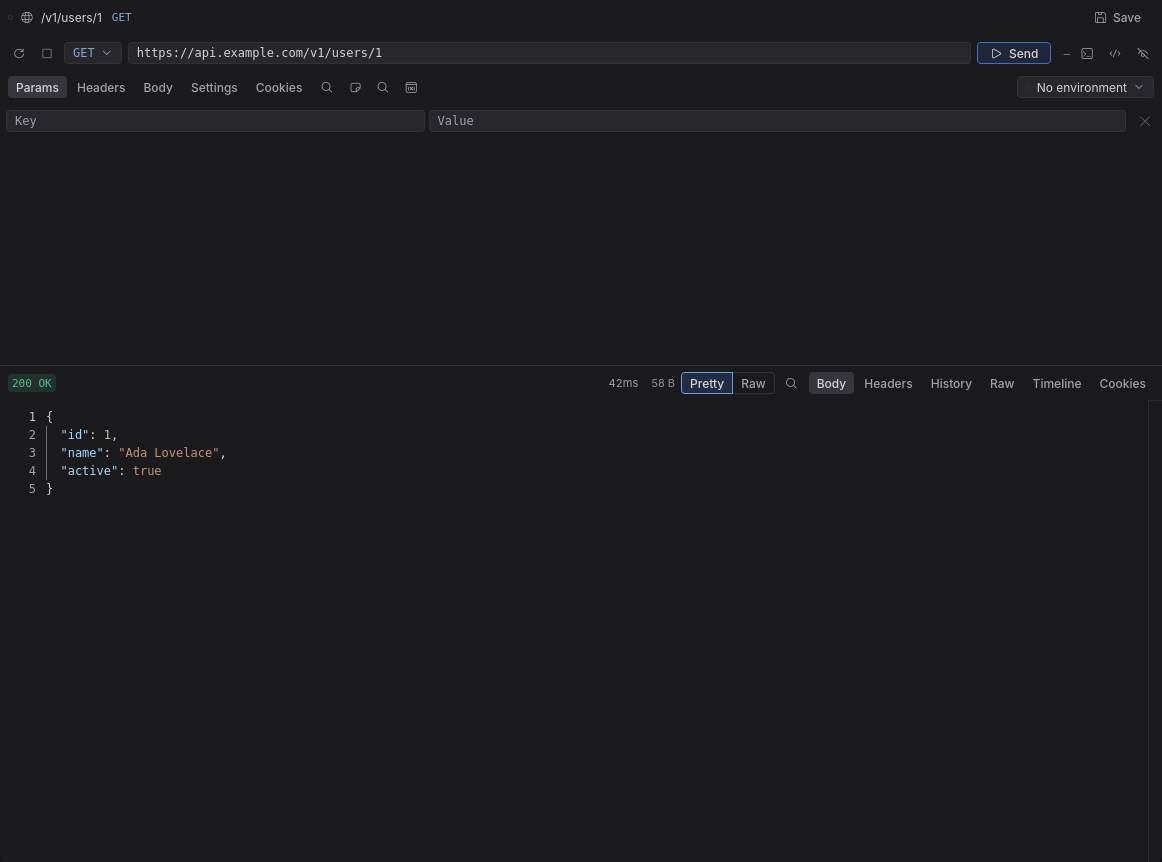 /v1/users/1 GET Save
GET https://api.example.com/v1/users/1 Send
Params Headers Body Settings Cookies No environment
Key Value
200 OK 42ms 58 B Pretty Raw Body Headers History Raw Timeline Cookies
1 {
2 "id": 1,
3 "name": "Ada Lovelace",
4 "active": true
5 }